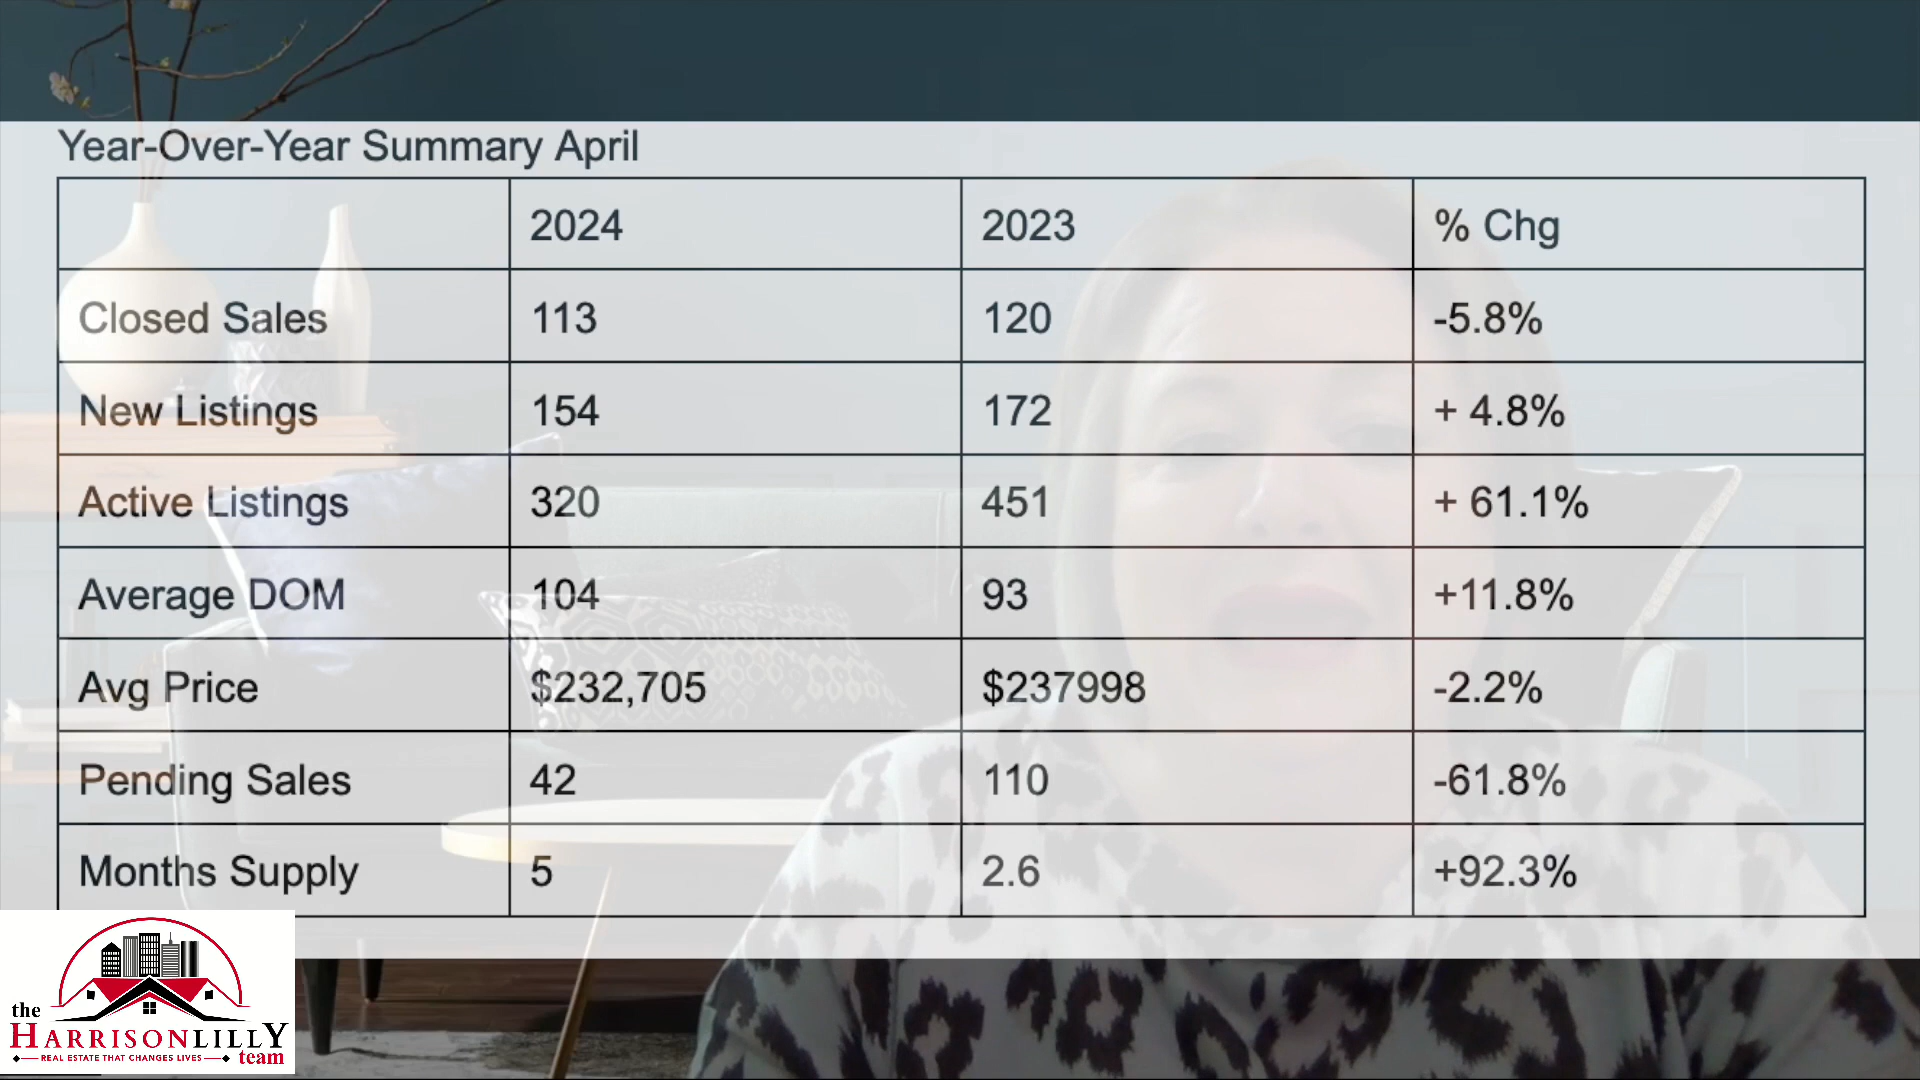 Year-Over-Year Summary April
2024 2023 % Chg
Closed Sales 113 120 -5.8%
New Listings 154 172 + 4.8%
Active Listings 320 451 + 61.1%
Average DOM 104 93 +11.8%
Avg Price $232,705 $237998 -2.2%
Pending Sales 42 110 -61.8%
Months Supply 5 2.6 +92.3%
the
HARRISONLILLY
REAL ESTATE THAT CHANGES LIVES
team